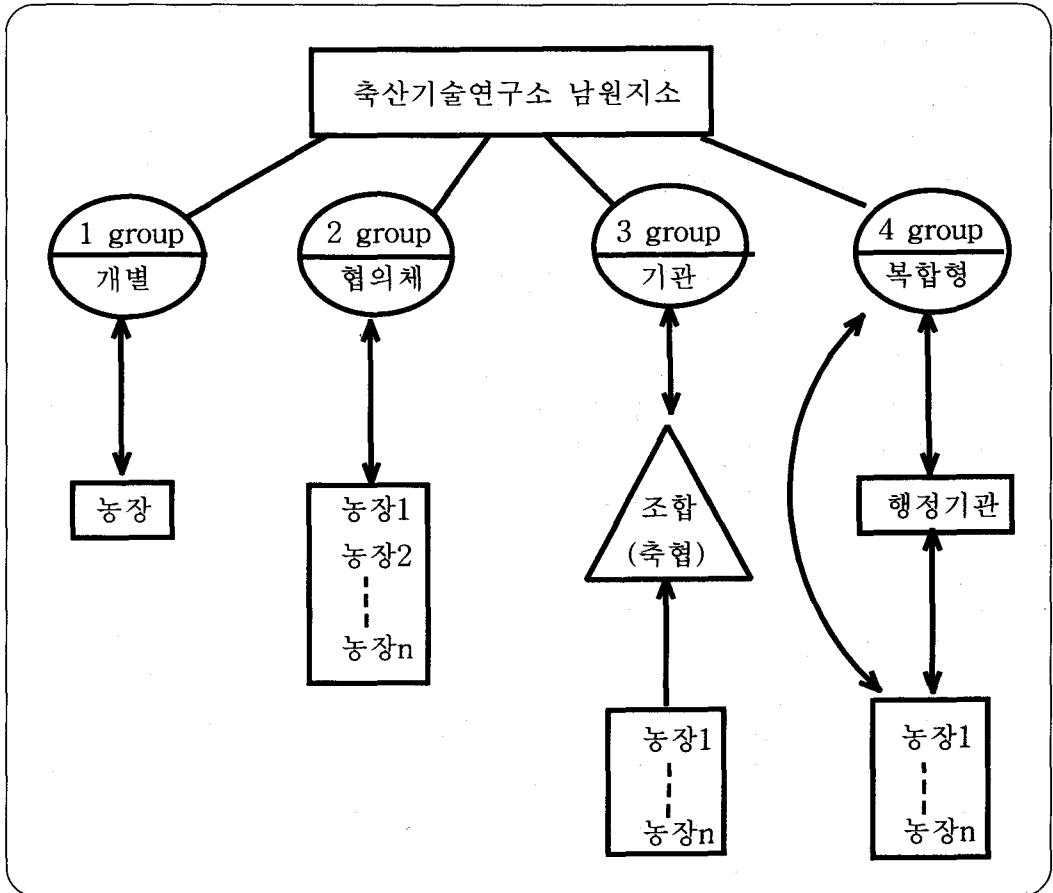 축산기술연구소 남원지소
1 group
개별
농장
2 group
협의체
농장1
농장2
농장n
3 group
기관
조합
(축협)
농장1
농장n
4 group
복합형
행정기관
농장1
농장n